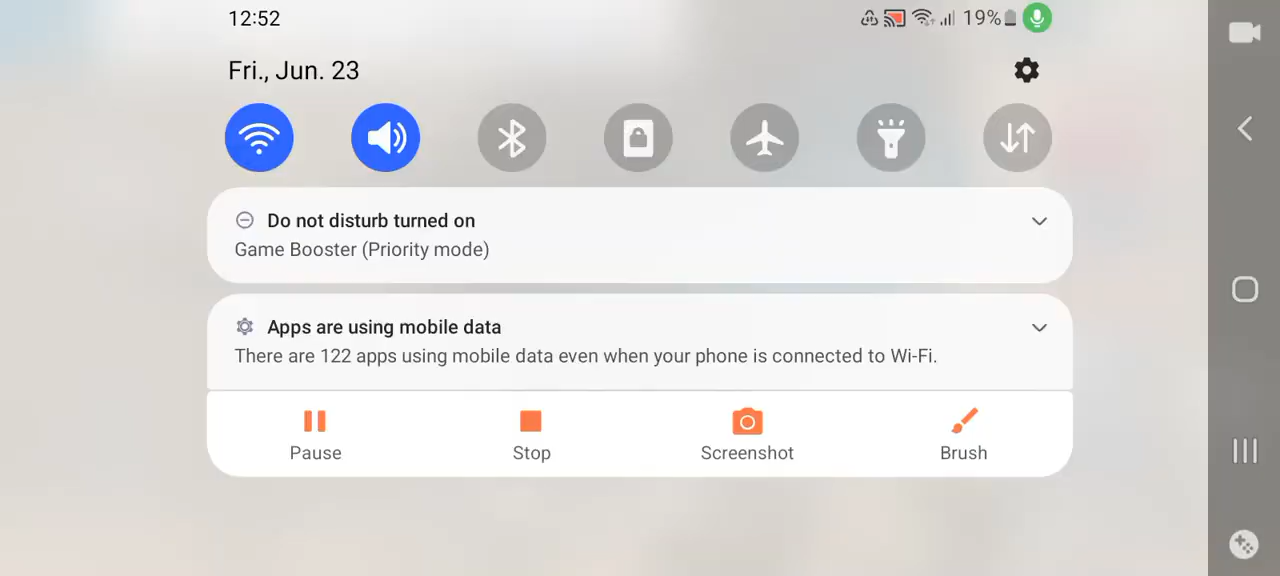 12:52
19%
Fri., Jun. 23
Do not disturb turned on
Game Booster (Priority mode)
Apps are using mobile data
There are 122 apps using mobile data even when your phone is connected to Wi-Fi.
Pause
Stop
Screenshot
Brush